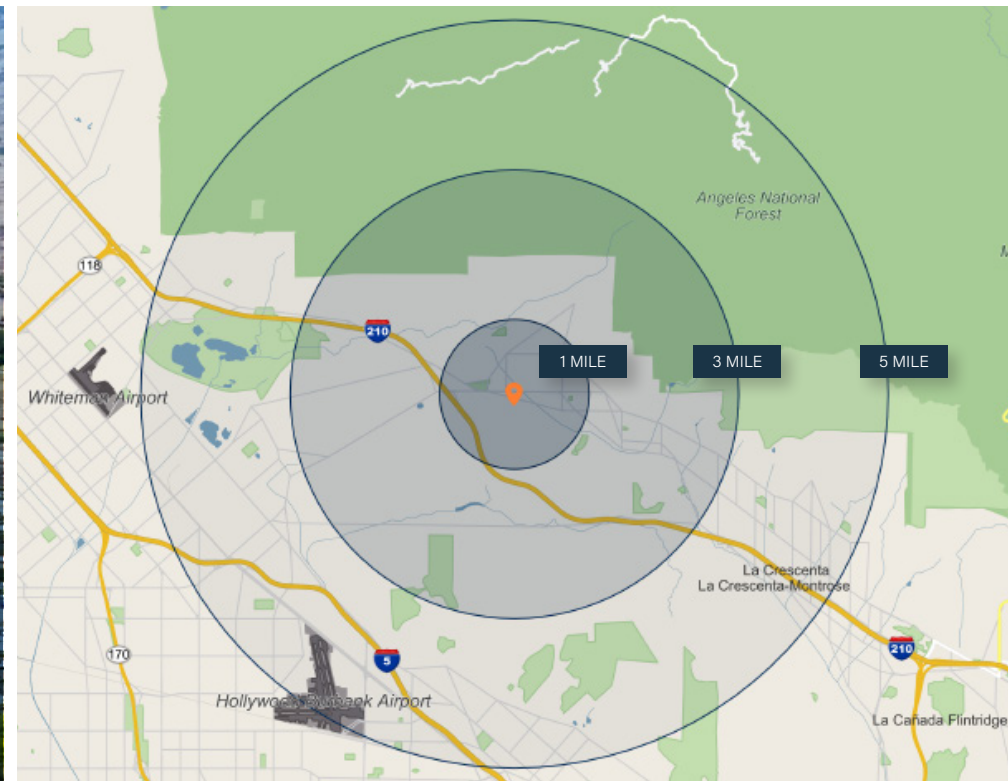 Angeles National
Forest
118
210
1 MILE
3 MILE
5 MILE
Whiteman Airport
La Crescenta
La Crescenta-Montrose
170
5
210
Hollywood Burbank Airport
La Cañada Flintridge